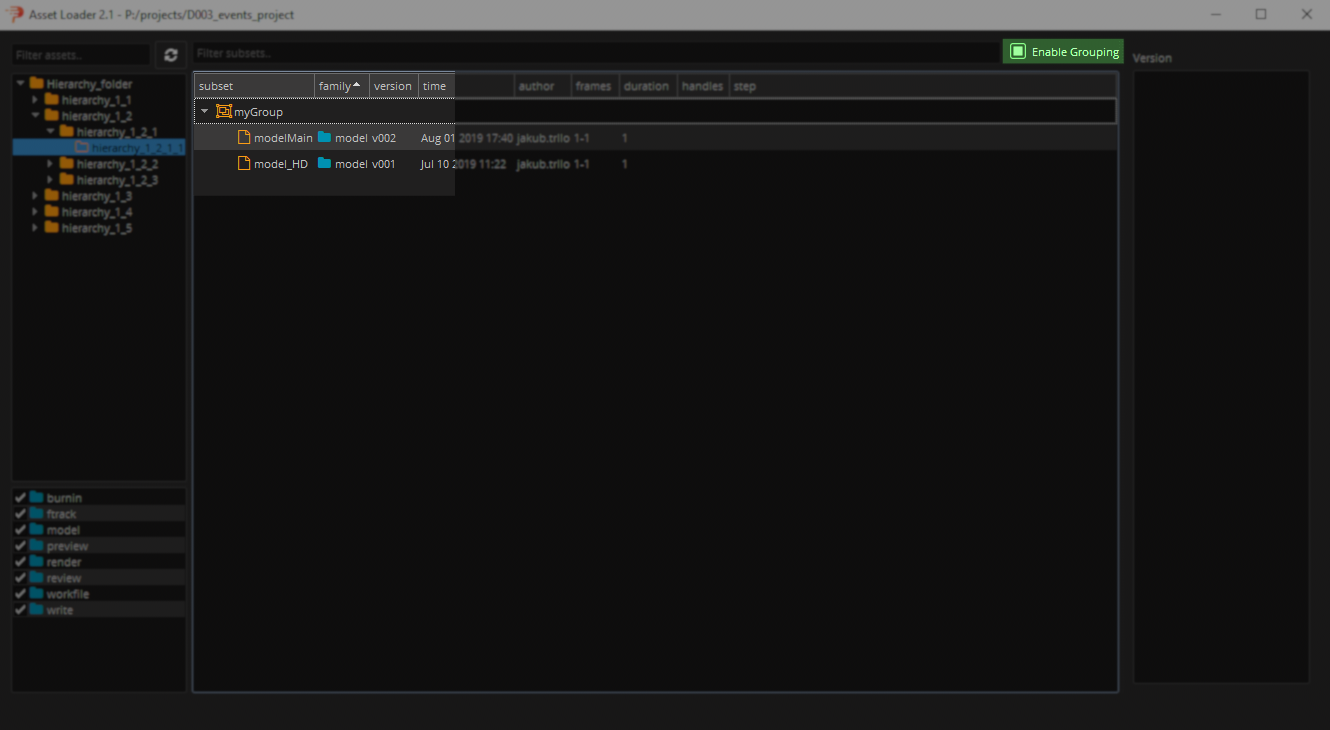 Asset Loader 2.1 - P:/projects/D003_events_project
Filter assets..
Filter subsets..
Enable Grouping
Version
Hierarchy_folder
hierarchy_1_1
hierarchy_1_2
hierarchy_1_2_1
hierarchy_1_2_1_1
hierarchy_1_2_2
hierarchy_1_2_3
hierarchy_1_3
hierarchy_1_4
hierarchy_1_5
subset family version time author frames duration handles step
myGroup
modelMain model v002 Aug 01 2019 17:40 jakub.trllo 1-1 1
model_HD model v001 Jul 10 2019 11:22 jakub.trllo 1-1 1
burnin
ftrack
model
preview
render
review
workfile
write